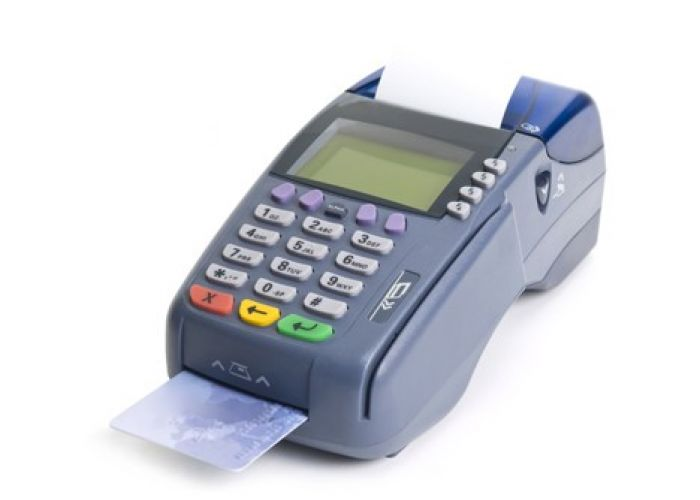 ALPHA
1 QZ. 2 ABC 3 DEF
4 GHI 5 JKL 6 MNO
7 PRS 8 TUV 9 WXY
*,'" 0 -SP #
X